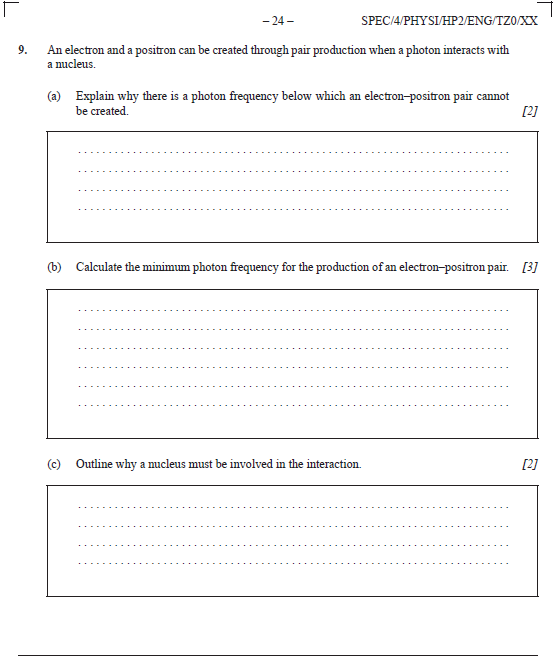 – 24 – SPEC/4/PHYSI/HP2/ENG/TZ0/XX
9. An electron and a positron can be created through pair production when a photon interacts with
a nucleus.
(a) Explain why there is a photon frequency below which an electron–positron pair cannot
be created. [2]
(b) Calculate the minimum photon frequency for the production of an electron–positron pair. [3]
(c) Outline why a nucleus must be involved in the interaction. [2]